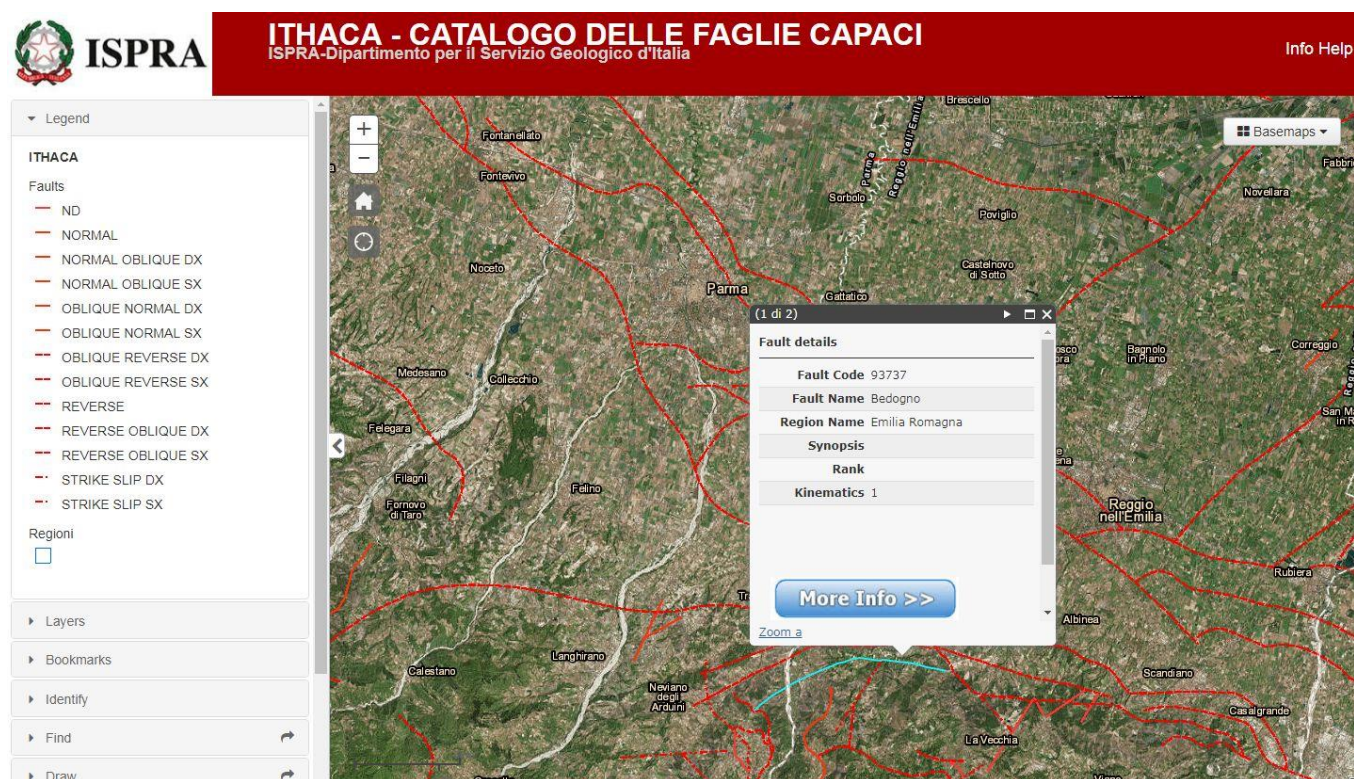 ISPRA
ITHACA - CATALOGO DELLE FAGLIE CAPACI
ISPRA-Dipartimento per il Servizio Geologico d'Italia
Info Help
Legend
ITHACA
Faults
ND
NORMAL
NORMAL OBLIQUE DX
NORMAL OBLIQUE SX
OBLIQUE NORMAL DX
OBLIQUE NORMAL SX
OBLIQUE REVERSE DX
OBLIQUE REVERSE SX
REVERSE
REVERSE OBLIQUE DX
REVERSE OBLIQUE SX
STRIKE SLIP DX
STRIKE SLIP SX
Regioni
Layers
Bookmarks
Identify
Find
Draw
+
−
Basemaps
Brescello
Fontanellato
Fontevivo
Parma
Reggio nell'Emilia
Sorbolo
Novellara
Poviglio
Noceto
Castelnovo
di Sotto
Parma
Gattatico
Medesano
Collecchio
Bagnolo
in Piano
Correggio
Felegara
Filagni
Felino
Fornovo
di Taro
Reggio
nell'Emilia
Rubiera
Albinea
Langhirano
Calestano
Neviano
degli
Arduini
Scandiano
Casalgrande
La Vecchia
(1 di 2)
Fault details
Fault Code 93737
Fault Name Bedogno
Region Name Emilia Romagna
Synopsis
Rank
Kinematics 1
More Info >>
Zoom a